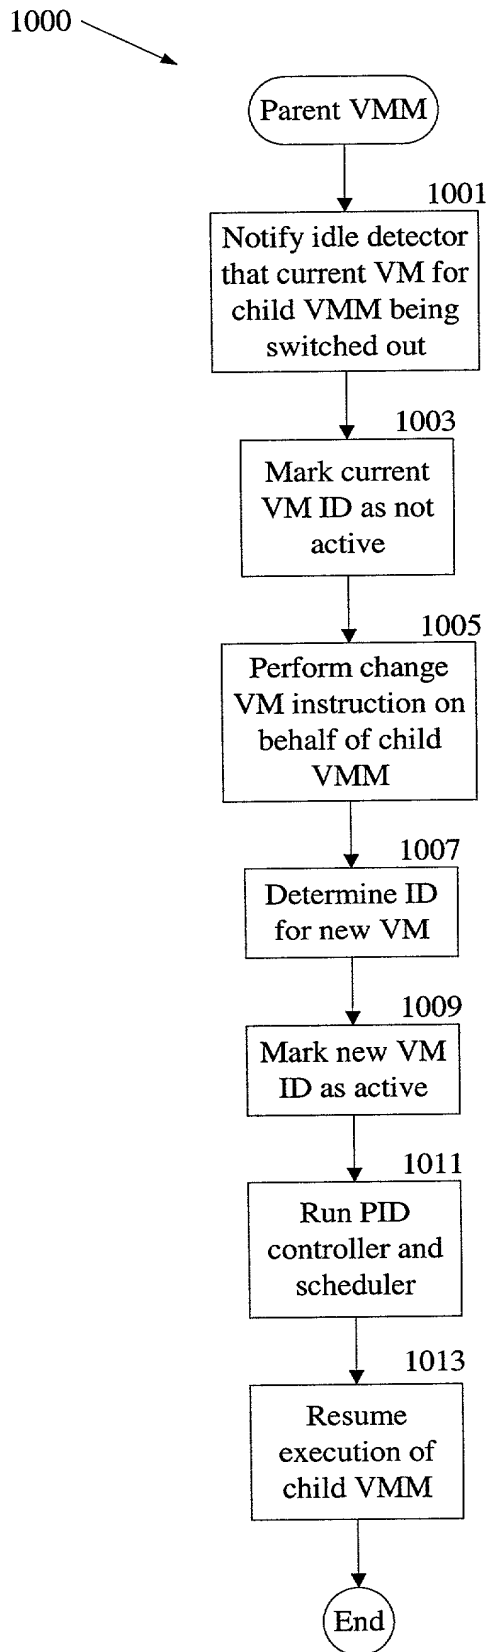 1000
Parent VMM
1001
Notify idle detector
that current VM for
child VMM being
switched out
1003
Mark current
VM ID as not
active
1005
Perform change
VM instruction on
behalf of child
VMM
1007
Determine ID
for new VM
1009
Mark new VM
ID as active
1011
Run PID
controller and
scheduler
1013
Resume
execution of
child VMM
End